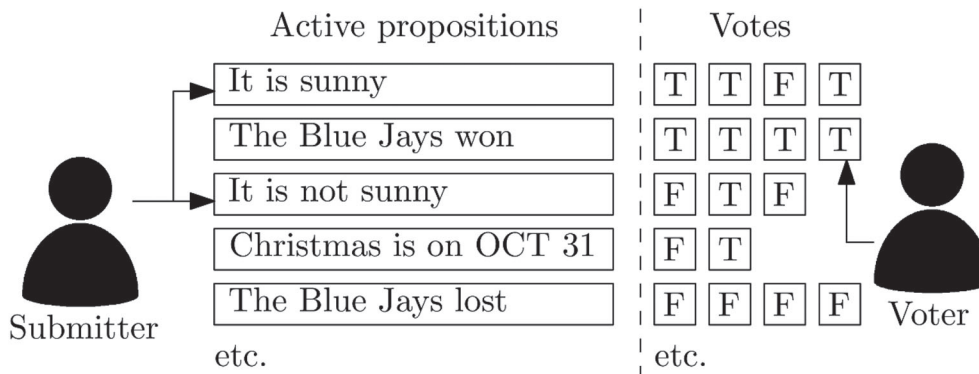 Active propositions Votes
It is sunny T T F T
The Blue Jays won T T T T
It is not sunny F T F
Christmas is on OCT 31 F T
The Blue Jays lost F F F F
Submitter Voter
etc. etc.